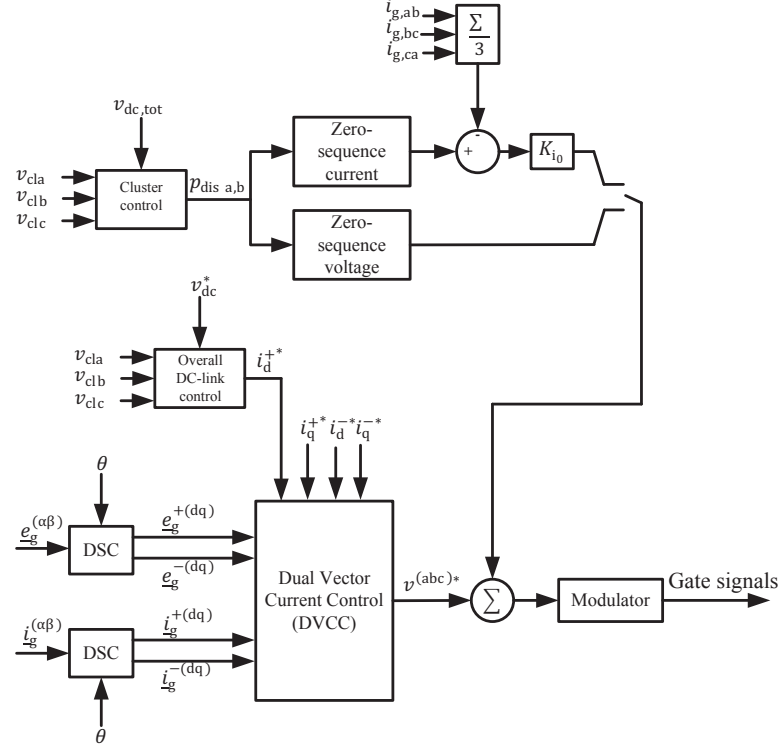 i_g,ab
i_g,bc
i_g,ca
Σ
3
v_dc,tot
v_cla
v_clb
v_clc
Cluster
control
p_dis a,b
Zero-
sequence
current
+
-
K_i₀
Zero-
sequence
voltage
v_dc^*
v_cla
v_clb
v_clc
Overall
DC-link
control
i_d^+*
i_q^+* i_d^-* i_q^-*
θ
e_g^(αβ)
DSC
e_g^+(dq)
e_g^-(dq)
Dual Vector
Current Control
(DVCC)
v^(abc)*
Σ
Modulator
Gate signals
i_g^(αβ)
DSC
i_g^+(dq)
i_g^-(dq)
θ